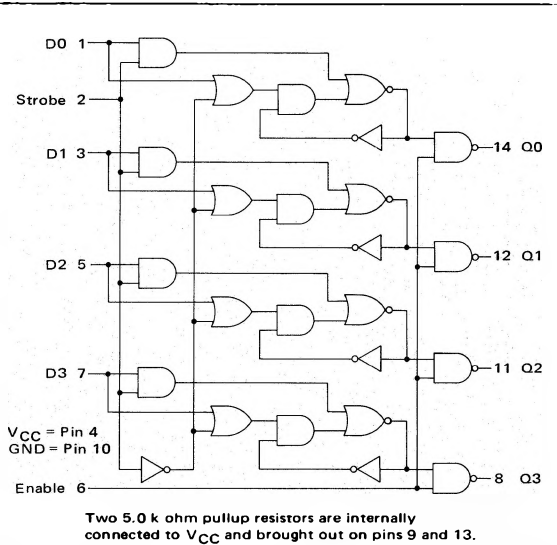 D0 1
14 Q0
Strobe 2
D1 3
12 Q1
D2 5
11 Q2
D3 7
VCC = Pin 4
GND = Pin 10
8 Q3
Enable 6
Two 5.0 k ohm pullup resistors are internally
connected to VCC and brought out on pins 9 and 13.